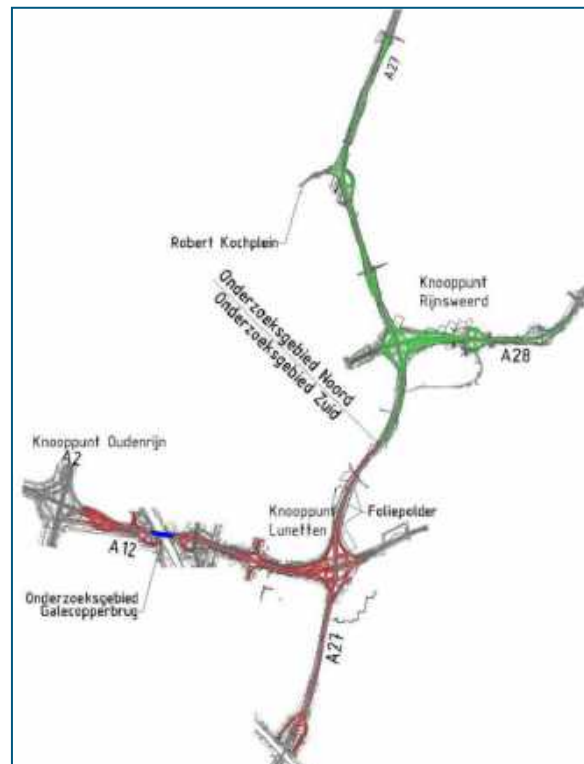 A27
Robert Kochplein
Knooppunt
Rijnsweerd
Onderzoeksgebied Noord
Onderzoeksgebied Zuid
A28
Knooppunt Oudenrijn
A2
Knooppunt
Lunetten
Foliepolder
A12
Onderzoeksgebied
Galecopperbrug
A27